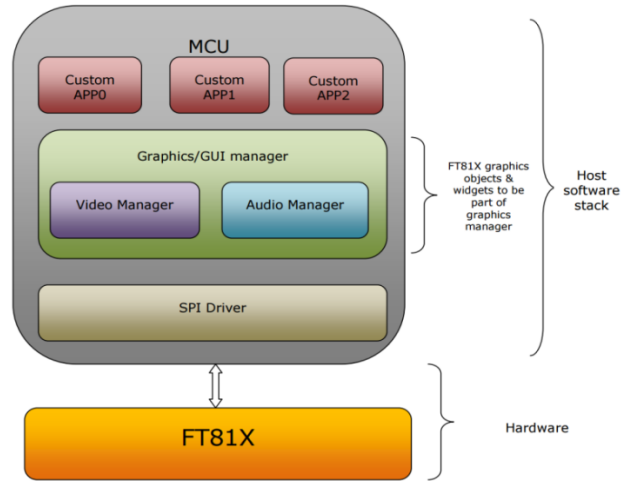 MCU
Custom
APP0
Custom
APP1
Custom
APP2
Graphics/GUI manager
Video Manager
Audio Manager
SPI Driver
FT81X
FT81X graphics
objects &
widgets to be
part of
graphics
manager
Host
software
stack
Hardware